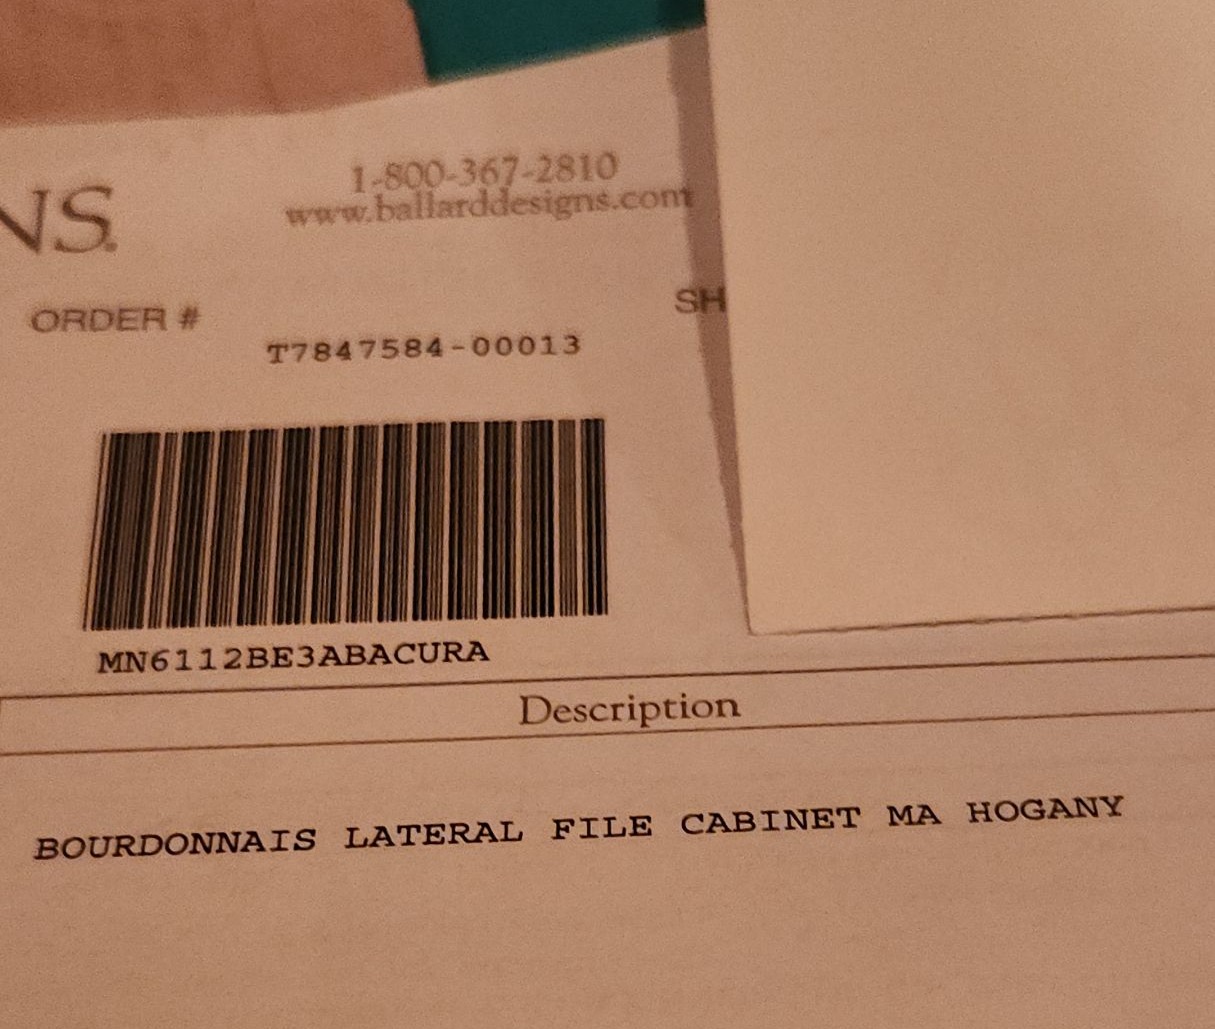 1-800-367-2810
www.ballarddesigns.com
NS.
ORDER #
SH
T7847584-00013
MN6112BE3ABACURA
Description
BOURDONNAIS LATERAL FILE CABINET MA HOGANY